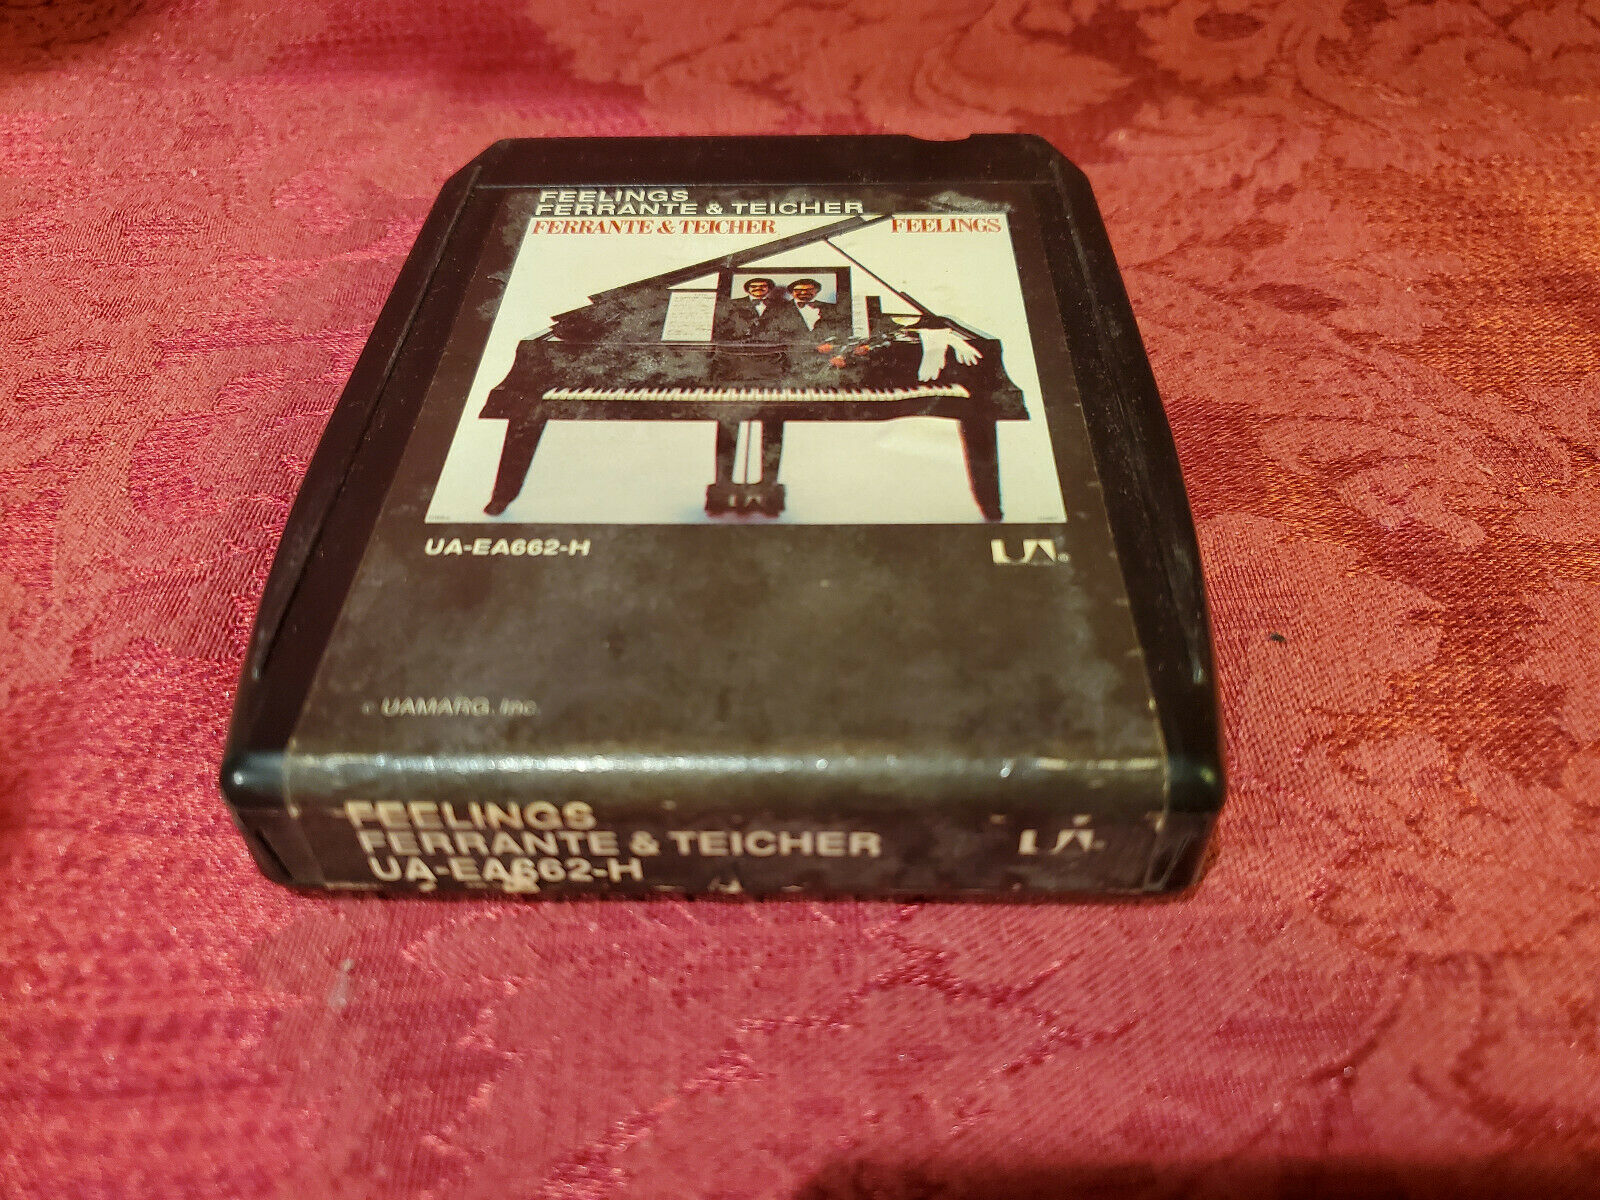 FEELINGS
FERRANTE & TEICHER
FERRANTE & TEICHER FEELINGS
UA-EA662-H UA
UAMARG. Inc.
FEELINGS
FERRANTE & TEICHER UA
UA-EA662-H